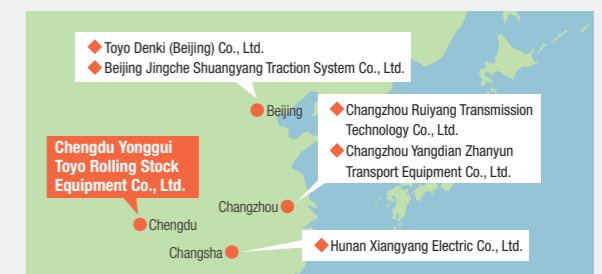 ◆ Toyo Denki (Beijing) Co., Ltd.
◆ Beijing Jingche Shuangyang Traction System Co., Ltd.
Beijing
◆ Changzhou Ruiyang Transmission
Technology Co., Ltd.
◆ Changzhou Yangdian Zhanyun
Transport Equipment Co., Ltd.
Chengdu Yonggui
Toyo Rolling Stock
Equipment Co., Ltd.
Changzhou
Chengdu
Changsha
◆ Hunan Xiangyang Electric Co., Ltd.